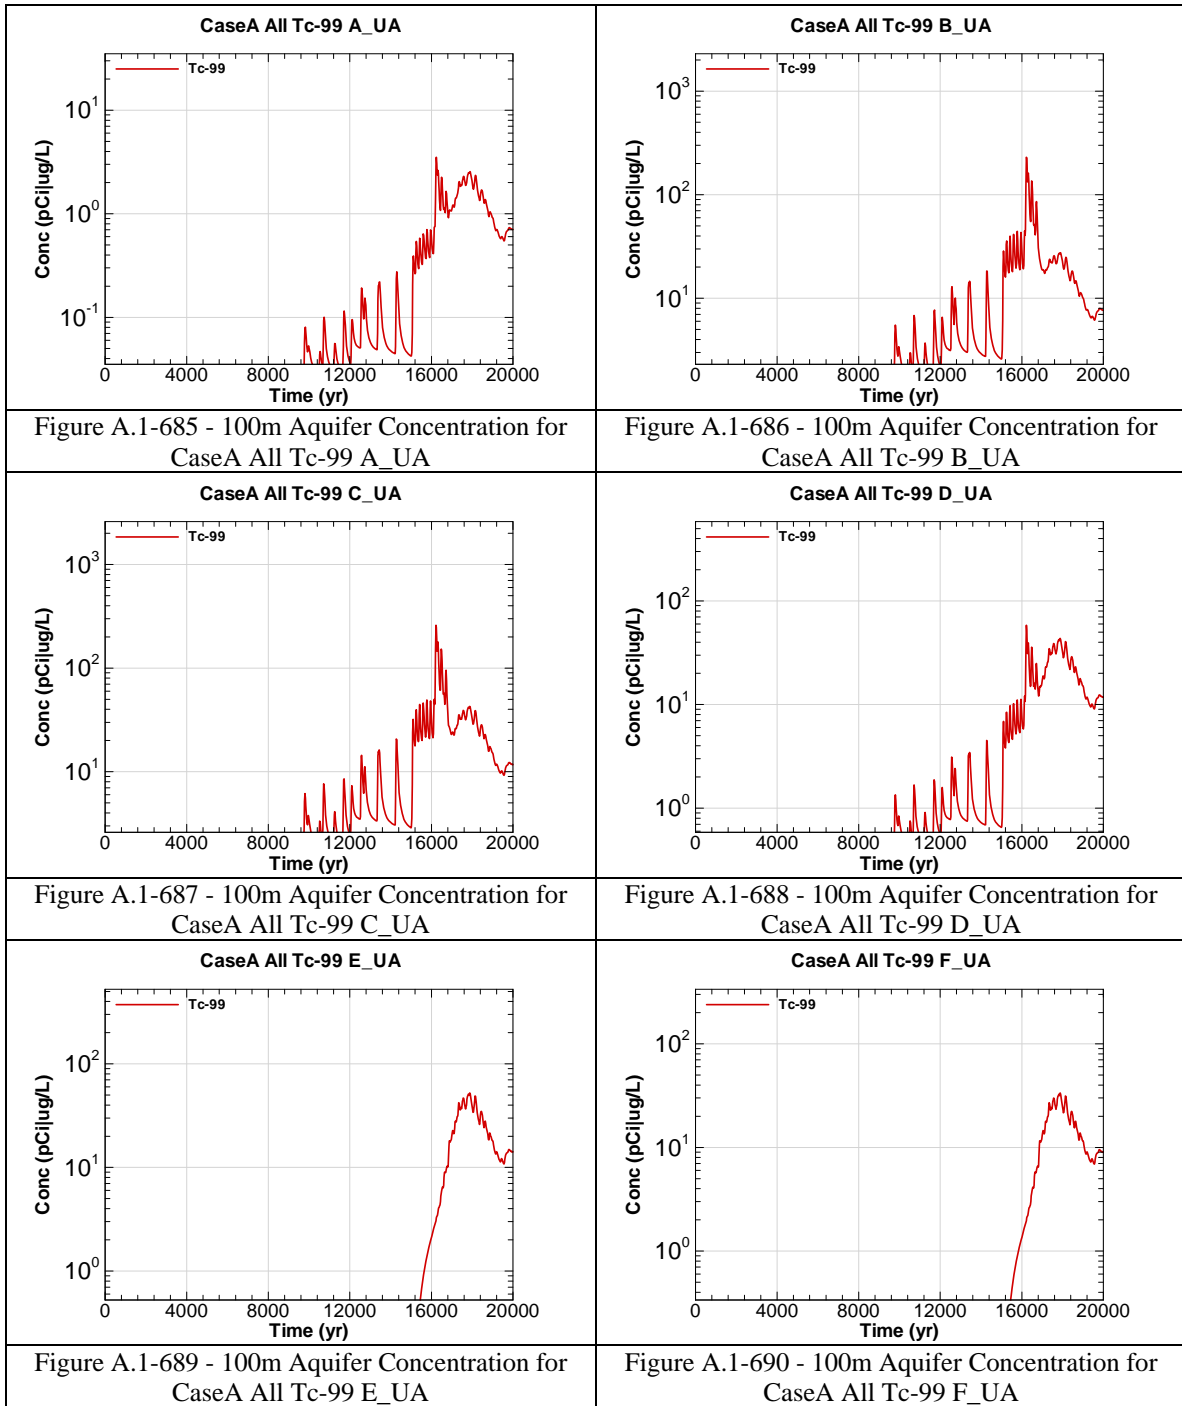 CaseA All Tc-99 A_UA
Tc-99
10^1
10^0
10^-1
Conc (pCi|ug/L)
0 4000 8000 12000 16000 20000
Time (yr)
Figure A.1-685 - 100m Aquifer Concentration for
CaseA All Tc-99 A_UA
CaseA All Tc-99 B_UA
Tc-99
10^3
10^2
10^1
Conc (pCi|ug/L)
0 4000 8000 12000 16000 20000
Time (yr)
Figure A.1-686 - 100m Aquifer Concentration for
CaseA All Tc-99 B_UA
CaseA All Tc-99 C_UA
Tc-99
10^3
10^2
10^1
Conc (pCi|ug/L)
0 4000 8000 12000 16000 20000
Time (yr)
Figure A.1-687 - 100m Aquifer Concentration for
CaseA All Tc-99 C_UA
CaseA All Tc-99 D_UA
Tc-99
10^2
10^1
10^0
Conc (pCi|ug/L)
0 4000 8000 12000 16000 20000
Time (yr)
Figure A.1-688 - 100m Aquifer Concentration for
CaseA All Tc-99 D_UA
CaseA All Tc-99 E_UA
Tc-99
10^2
10^1
10^0
Conc (pCi|ug/L)
0 4000 8000 12000 16000 20000
Time (yr)
Figure A.1-689 - 100m Aquifer Concentration for
CaseA All Tc-99 E_UA
CaseA All Tc-99 F_UA
Tc-99
10^2
10^1
10^0
Conc (pCi|ug/L)
0 4000 8000 12000 16000 20000
Time (yr)
Figure A.1-690 - 100m Aquifer Concentration for
CaseA All Tc-99 F_UA